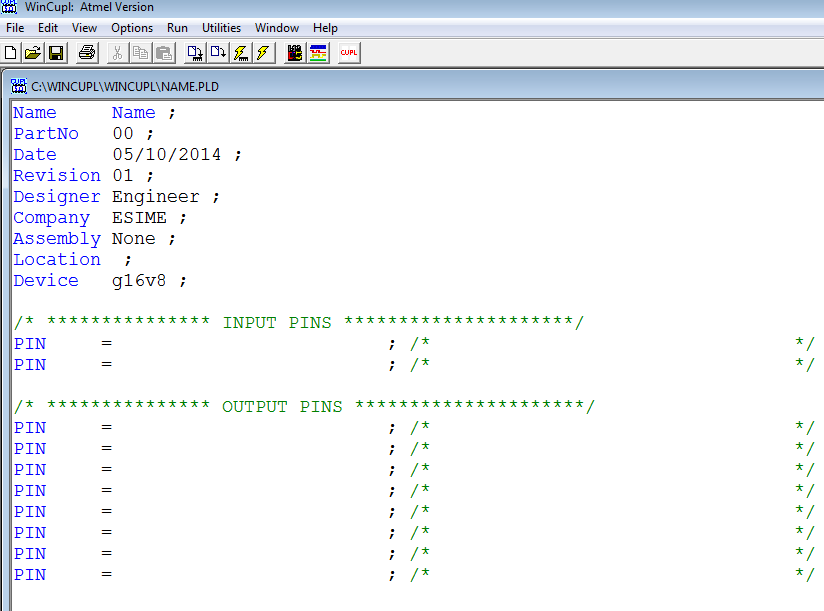 WinCupl: Atmel Version
File Edit View Options Run Utilities Window Help
CUPL
C:\WINCUPL\WINCUPL\NAME.PLD
Name     Name ;
PartNo   00 ;
Date     05/10/2014 ;
Revision 01 ;
Designer Engineer ;
Company  ESIME ;
Assembly None ;
Location  ;
Device   g16v8 ;
/* *************** INPUT PINS *********************/
PIN     =                         ; /*                                 */
PIN     =                         ; /*                                 */
/* *************** OUTPUT PINS *********************/
PIN     =                         ; /*                                 */
PIN     =                         ; /*                                 */
PIN     =                         ; /*                                 */
PIN     =                         ; /*                                 */
PIN     =                         ; /*                                 */
PIN     =                         ; /*                                 */
PIN     =                         ; /*                                 */
PIN     =                         ; /*                                 */